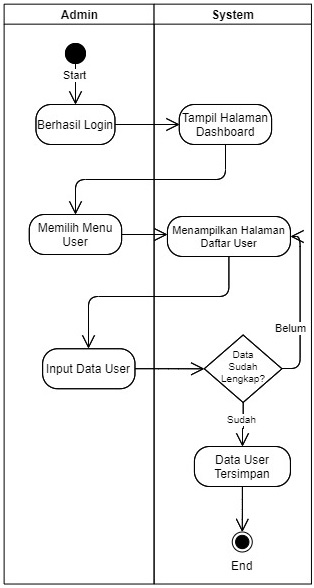 Admin
System
Start
Berhasil Login
Tampil Halaman
Dashboard
Memilih Menu
User
Menampilkan Halaman
Daftar User
Belum
Input Data User
Data
Sudah
Lengkap?
Sudah
Data User
Tersimpan
End